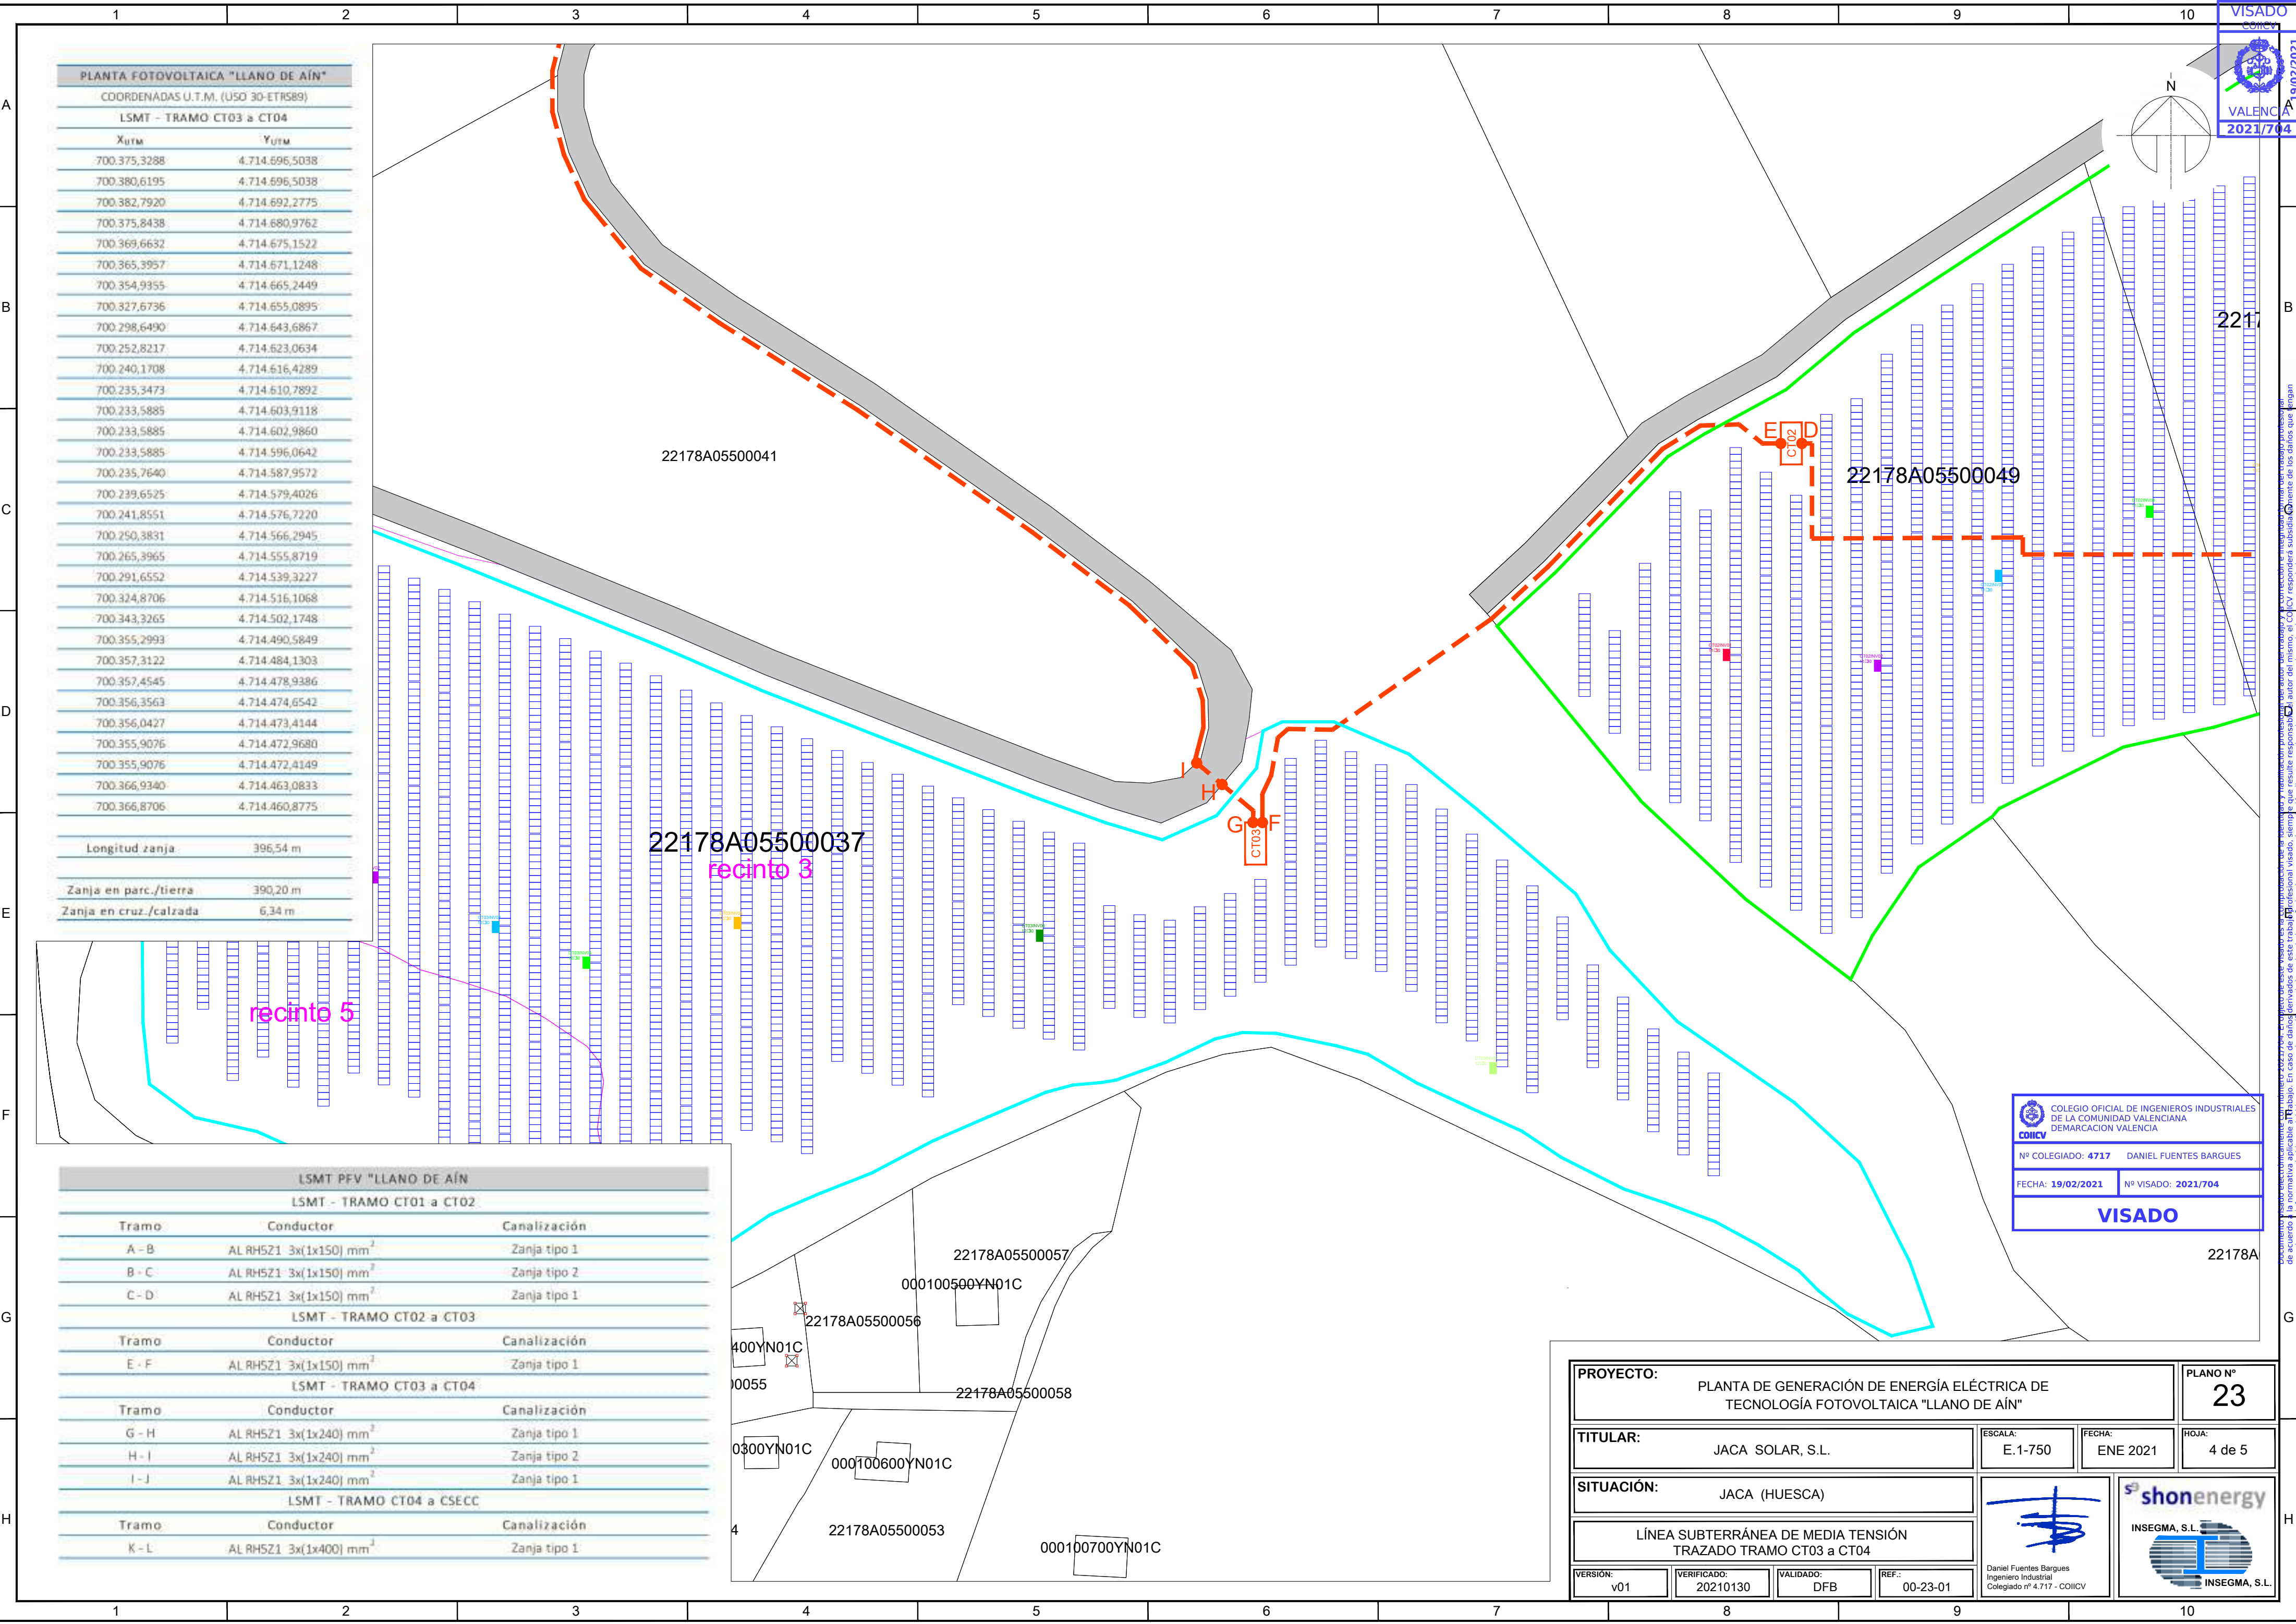 1 2 3 4 5 6 7 8 9 10
A
B
C
D
E
F
G
H
PLANTA FOTOVOLTAICA "LLANO DE AÍN"
COORDENADAS U.T.M. (USO 30-ETRS89)
LSMT - TRAMO CT03 a CT04
XUTM YUTM
700.375,3288 4.714.696,5038
700.380,6195 4.714.696,5038
700.382,7920 4.714.692,2775
700.375,8438 4.714.680,9762
700.369,6632 4.714.675,1522
700.365,3957 4.714.671,1248
700.354,9355 4.714.665,2449
700.327,6736 4.714.655,0895
700.298,6490 4.714.643,6867
700.252,8217 4.714.623,0634
700.240,1708 4.714.616,4289
700.235,3473 4.714.610,7892
700.233,5885 4.714.603,9118
700.233,5885 4.714.602,9860
700.233,5885 4.714.596,0642
700.235,7640 4.714.587,9572
700.239,6525 4.714.579,4026
700.241,8551 4.714.576,7220
700.250,3831 4.714.566,2945
700.265,3965 4.714.555,8719
700.291,6552 4.714.539,3227
700.324,8706 4.714.516,1068
700.343,3265 4.714.502,1748
700.355,2993 4.714.490,5849
700.357,3122 4.714.484,1303
700.357,4545 4.714.478,9386
700.356,3563 4.714.474,6542
700.356,0427 4.714.473,4144
700.355,9076 4.714.472,9680
700.355,9076 4.714.472,4149
700.366,9340 4.714.463,0833
700.366,8706 4.714.460,8775
Longitud zanja 396,54 m
Zanja en parc./tierra 390,20 m
Zanja en cruz./calzada 6,34 m
VISADO
COIICV
VALENCIA
2021/704
19/02/2021
N
2217
22178A05500041
E CT02 D
22178A05500049
I
H
G F
CT03
22178A05500037
recinto 3
recinto 5
COLEGIO OFICIAL DE INGENIEROS INDUSTRIALES
DE LA COMUNIDAD VALENCIANA
DEMARCACION VALENCIA
COIICV
Nº COLEGIADO: 4717 DANIEL FUENTES BARGUES
FECHA: 19/02/2021 Nº VISADO: 2021/704
VISADO
22178A
LSMT PFV "LLANO DE AÍN
LSMT - TRAMO CT01 a CT02
Tramo Conductor Canalización
A - B AL RH5Z1 3x(1x150) mm² Zanja tipo 1
B - C AL RH5Z1 3x(1x150) mm² Zanja tipo 2
C - D AL RH5Z1 3x(1x150) mm² Zanja tipo 1
LSMT - TRAMO CT02 a CT03
Tramo Conductor Canalización
E - F AL RH5Z1 3x(1x150) mm² Zanja tipo 1
LSMT - TRAMO CT03 a CT04
Tramo Conductor Canalización
G - H AL RH5Z1 3x(1x240) mm² Zanja tipo 1
H - I AL RH5Z1 3x(1x240) mm² Zanja tipo 2
I - J AL RH5Z1 3x(1x240) mm² Zanja tipo 1
LSMT - TRAMO CT04 a CSECC
Tramo Conductor Canalización
K - L AL RH5Z1 3x(1x400) mm² Zanja tipo 1
22178A05500057
000100500YN01C
22178A05500056
400YN01C
0055
22178A05500058
0300YN01C
000100600YN01C
4
22178A05500053
000100700YN01C
PROYECTO:
PLANTA DE GENERACIÓN DE ENERGÍA ELÉCTRICA DE
TECNOLOGÍA FOTOVOLTAICA "LLANO DE AÍN"
PLANO Nº
23
TITULAR:
JACA SOLAR, S.L.
ESCALA:
E.1-750
FECHA:
ENE 2021
HOJA:
4 de 5
SITUACIÓN:
JACA (HUESCA)
LÍNEA SUBTERRÁNEA DE MEDIA TENSIÓN
TRAZADO TRAMO CT03 a CT04
VERSIÓN:
v01
VERIFICADO:
20210130
VALIDADO:
DFB
REF.:
00-23-01
Daniel Fuentes Bargues
Ingeniero Industrial
Colegiado nº 4.717 - COIICV
se shonenergy
INSEGMA, S.L.
INSEGMA, S.L.
1 2 3 4 5 6 7 8 9 10
A
B
C
D
E
F
G
H